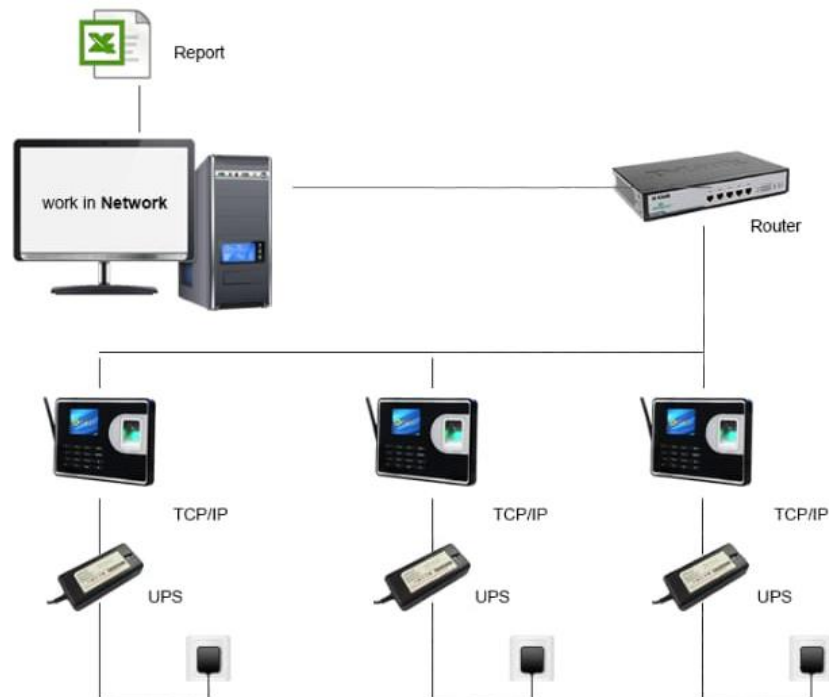 Report
work in Network
Router
TCP/IP
TCP/IP
TCP/IP
UPS
UPS
UPS